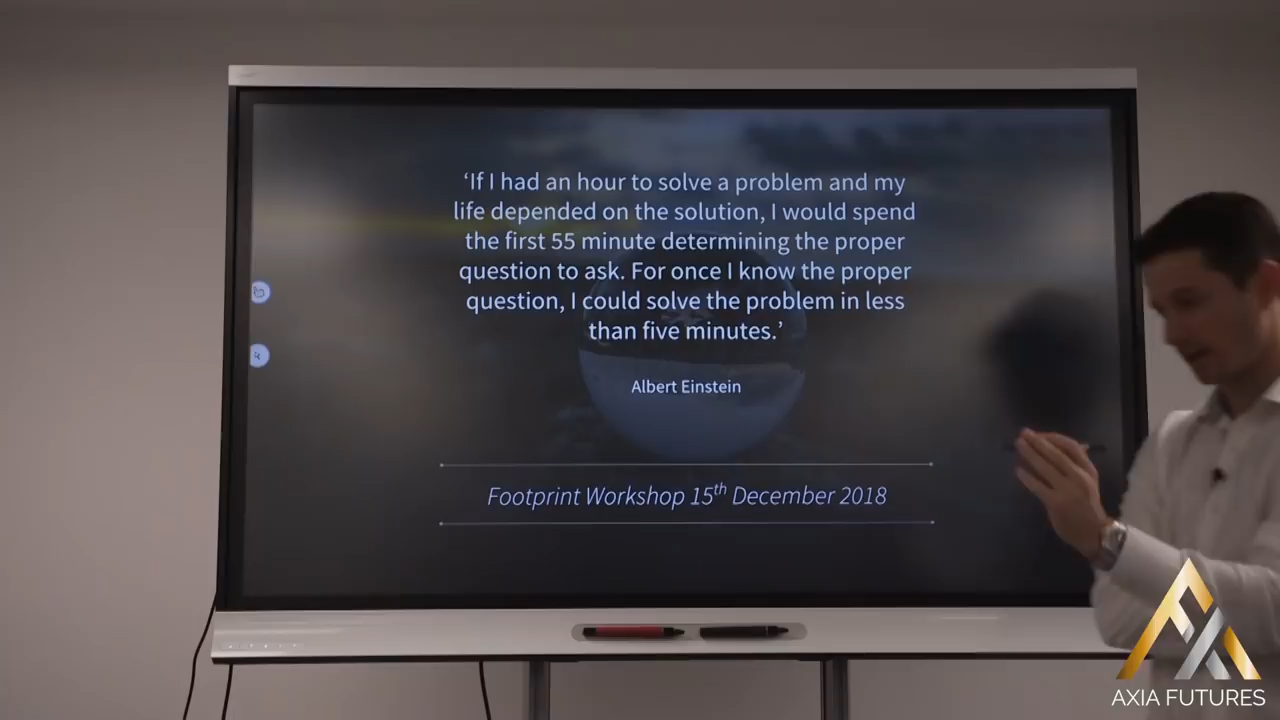 ‘If I had an hour to solve a problem and my
life depended on the solution, I would spend
the first 55 minute determining the proper
question to ask. For once I know the proper
question, I could solve the problem in less
than five minutes.’
Albert Einstein
Footprint Workshop 15th December 2018
AXIA FUTURES